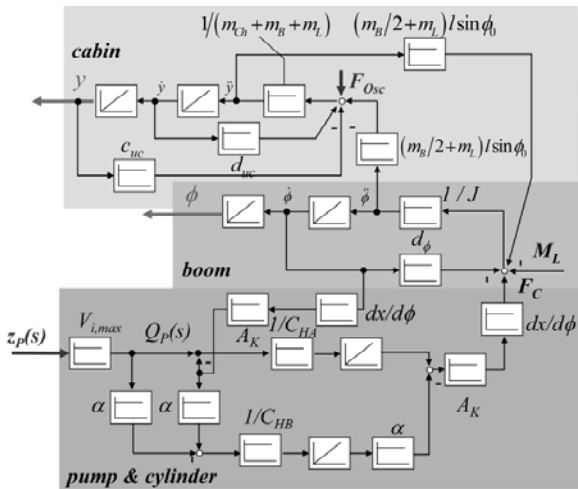 1/(m_Ch + m_B + m_L)
(m_B/2 + m_L) l sin ϕ_0
cabin
y
ẏ
ÿ
F_Osc
-
-
c_uc
d_uc
(m_B/2 + m_L) l sin ϕ_0
ϕ
ϕ̇
ϕ̈
1/J
d_ϕ
boom
M_L
F_C
z_P(s)
V_i,max
Q_P(s)
A_K
1/C_HA
dx/dϕ
dx/dϕ
-
-
α
α
1/C_HB
α
A_K
pump & cylinder